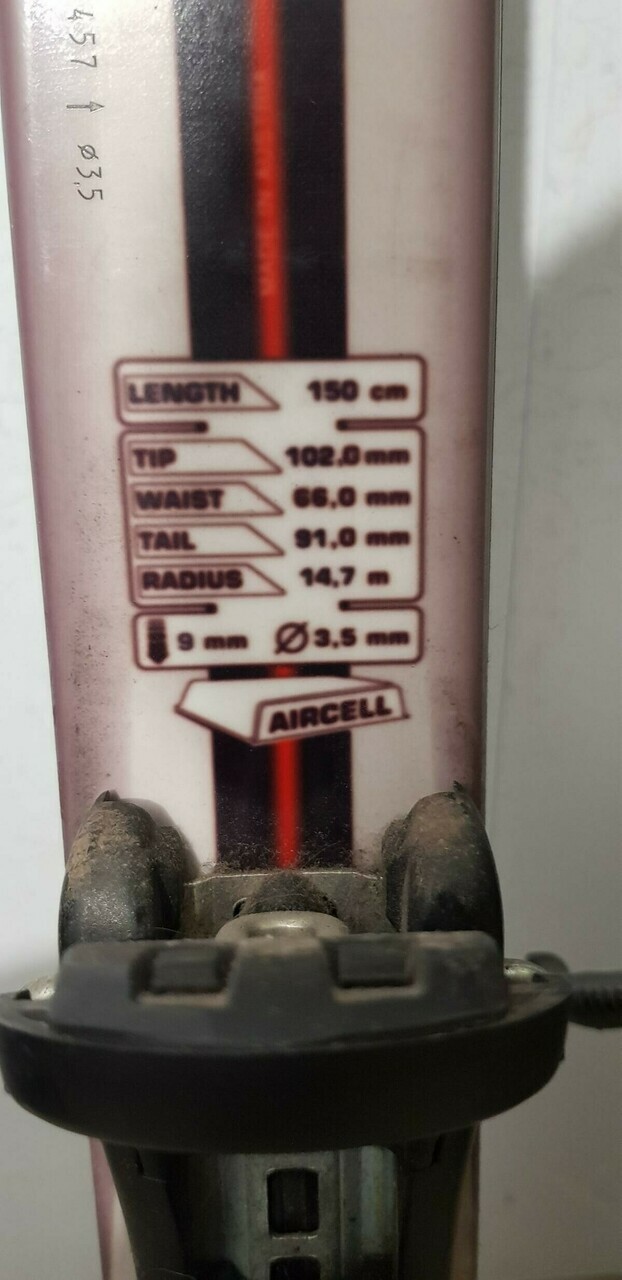 457 ↑ ø3,5
LENGTH 150 cm
TIP 102,0 mm
WAIST 66,0 mm
TAIL 91,0 mm
RADIUS 14,7 m
9 mm Ø 3,5 mm
AIRCELL